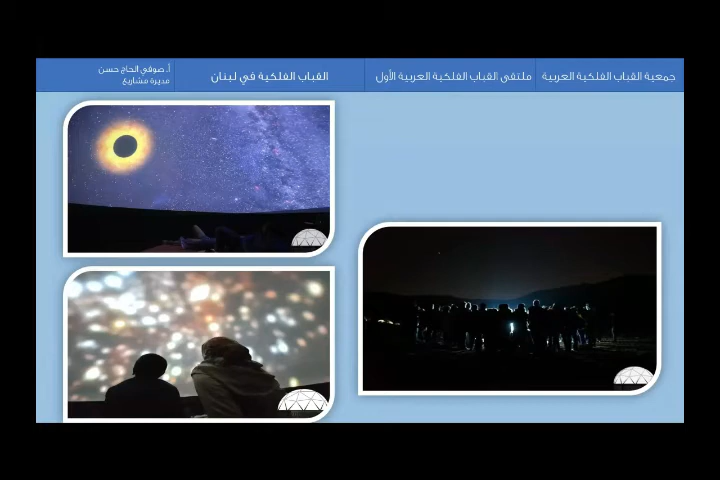 جمعية القباب الفلكية العربية
ملتقى القباب الفلكية العربية الأول
القباب الفلكية في لبنان
أ. صوفي الحاج حسن
مديرة مشاريع